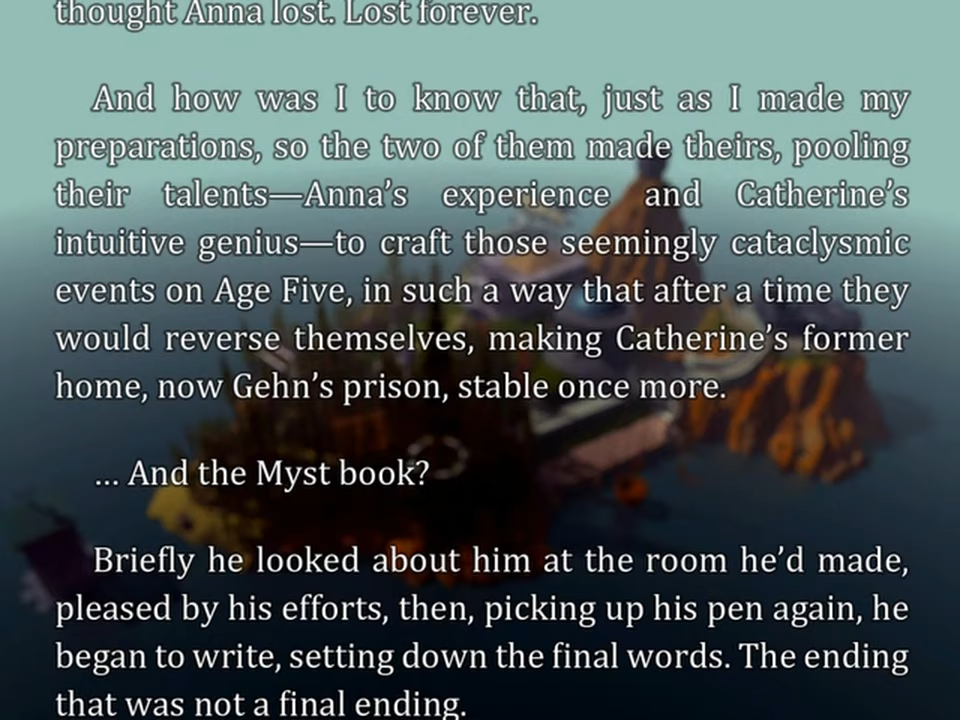 thought Anna lost. Lost forever.
And how was I to know that, just as I made my
preparations, so the two of them made theirs, pooling
their talents—Anna’s experience and Catherine’s
intuitive genius—to craft those seemingly cataclysmic
events on Age Five, in such a way that after a time they
would reverse themselves, making Catherine’s former
home, now Gehn’s prison, stable once more.
... And the Myst book?
Briefly he looked about him at the room he’d made,
pleased by his efforts, then, picking up his pen again, he
began to write, setting down the final words. The ending
that was not a final ending.